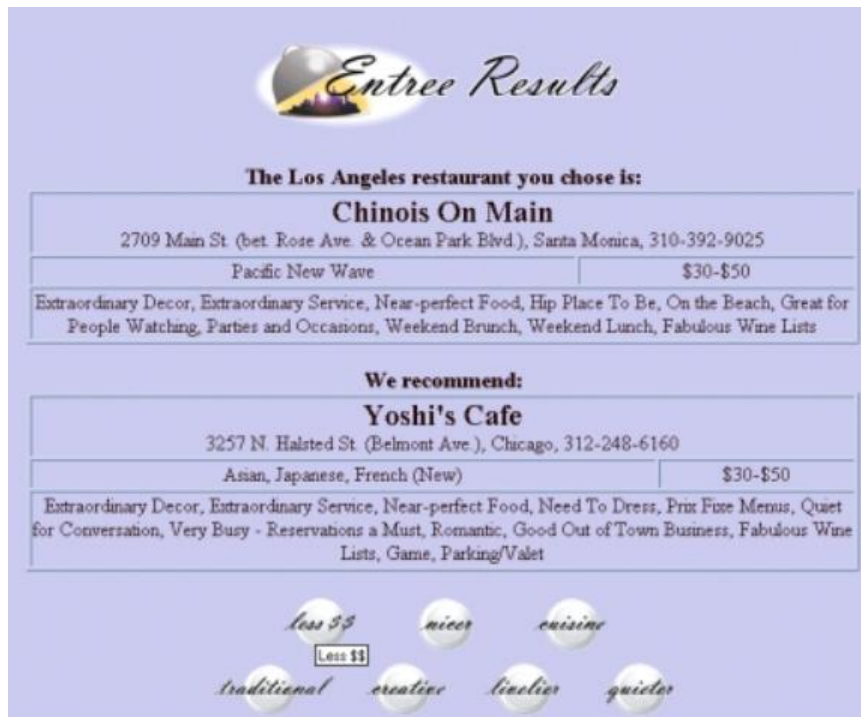 Entree Results
The Los Angeles restaurant you chose is:
Chinois On Main
2709 Main St. (bet. Rose Ave. & Ocean Park Blvd.), Santa Monica, 310-392-9025
Pacific New Wave $30-$50
Extraordinary Decor, Extraordinary Service, Near-perfect Food, Hip Place To Be, On the Beach, Great for
People Watching, Parties and Occasions, Weekend Brunch, Weekend Lunch, Fabulous Wine Lists
We recommend:
Yoshi's Cafe
3257 N. Halsted St. (Belmont Ave.), Chicago, 312-248-6160
Asian, Japanese, French (New) $30-$50
Extraordinary Decor, Extraordinary Service, Near-perfect Food, Need To Dress, Prix Fixe Menus, Quiet
for Conversation, Very Busy - Reservations a Must, Romantic, Good Out of Town Business, Fabulous Wine
Lists, Game, Parking/Valet
less $$ nicer cuisine
Less $$
traditional creative livelier quieter